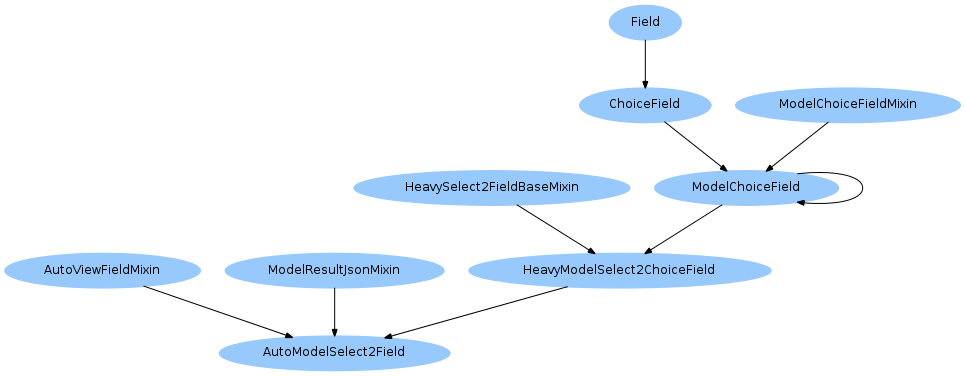 Field
ChoiceField
ModelChoiceFieldMixin
HeavySelect2FieldBaseMixin
ModelChoiceField
AutoViewFieldMixin
ModelResultJsonMixin
HeavyModelSelect2ChoiceField
AutoModelSelect2Field